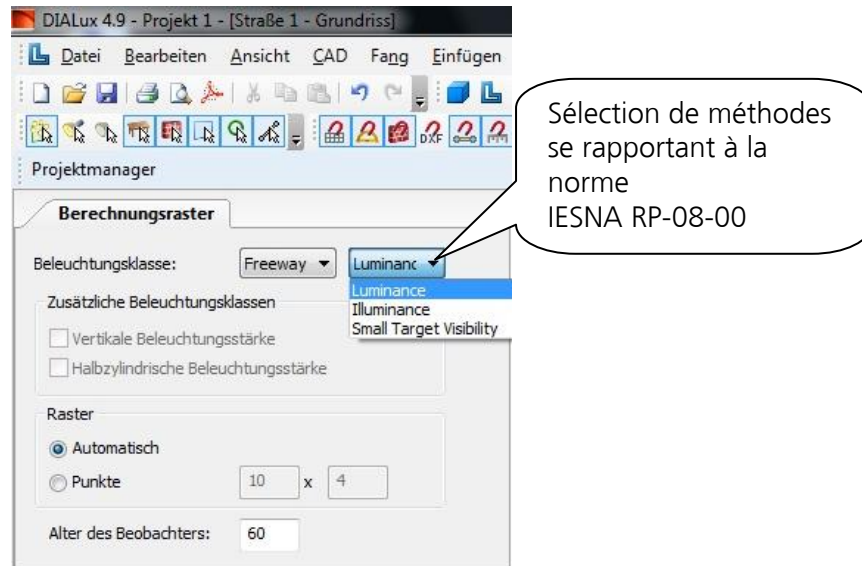 DIALux 4.9 - Projekt 1 - [Straße 1 - Grundriss]
Datei Bearbeiten Ansicht CAD Fang Einfügen
DXF
Projektmanager
Berechnungsraster
Beleuchtungsklasse: Freeway Luminanc
Luminance
Illuminance
Small Target Visibility
Zusätzliche Beleuchtungsklassen
Vertikale Beleuchtungsstärke
Halbzylindrische Beleuchtungsstärke
Raster
Automatisch
Punkte 10 x 4
Alter des Beobachters: 60
Sélection de méthodes
se rapportant à la
norme
IESNA RP-08-00